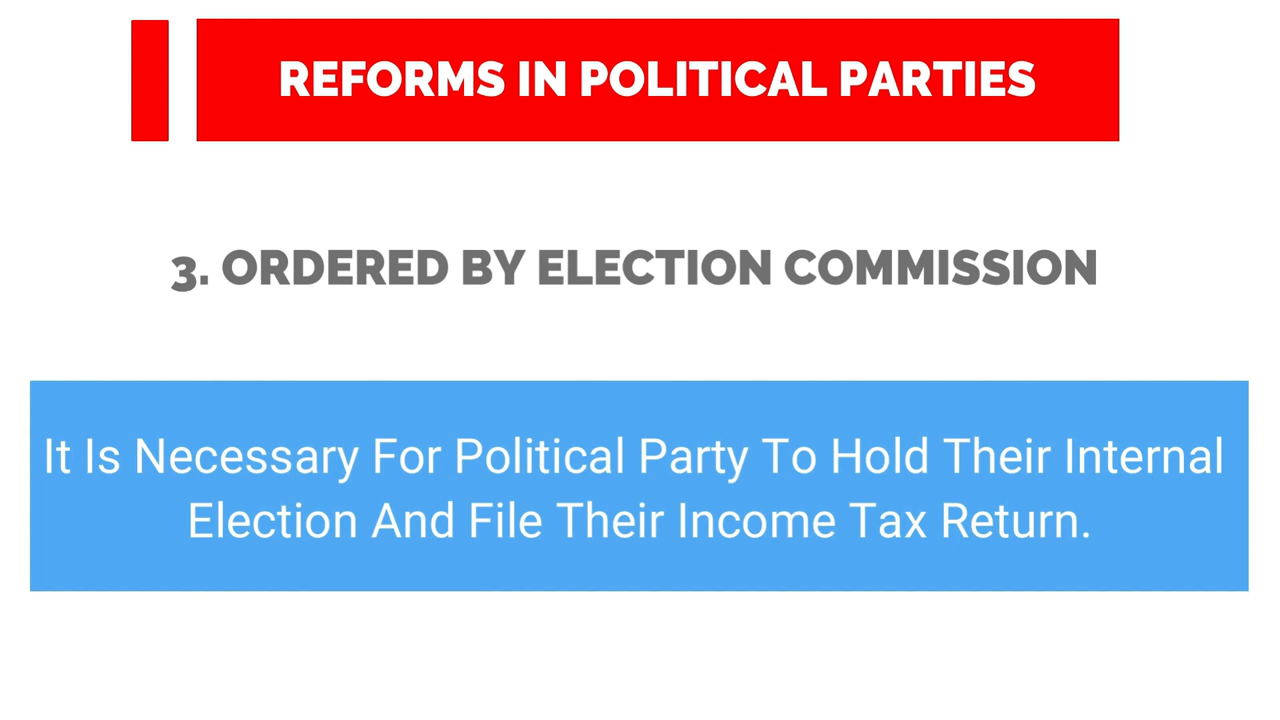 REFORMS IN POLITICAL PARTIES
3. ORDERED BY ELECTION COMMISSION
It Is Necessary For Political Party To Hold Their Internal
Election And File Their Income Tax Return.